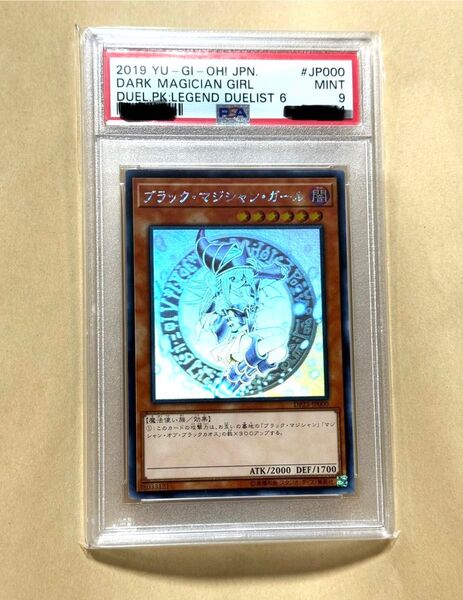 2019 YU-GI-OH! JPN. #JP000
DARK MAGICIAN GIRL MINT
DUEL.PK:LEGEND DUELIST 6 9
PSA
ブラック・マジシャン・ガール 闇
【魔法使い族/効果】
①:このカードの攻撃力は、お互いの墓地の「ブラック・マジシャン」「マジ
シャン・オブ・ブラックカオス」の数×300アップする。
ATK/2000 DEF/1700